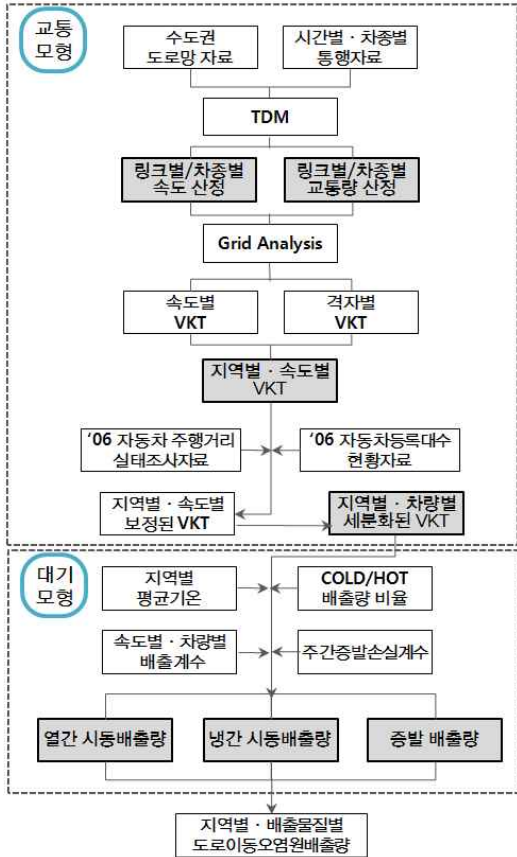 교통
모형
수도권
도로망 자료
시간별 · 차종별
통행자료
TDM
링크별/차종별
속도 산정
링크별/차종별
교통량 산정
Grid Analysis
속도별
VKT
격자별
VKT
지역별 · 속도별
VKT
‘06 자동차 주행거리
실태조사자료
‘06 자동차등록대수
현황자료
지역별 · 속도별
보정된 VKT
지역별 · 차량별
세분화된 VKT
대기
모형
지역별
평균기온
COLD/HOT
배출량 비율
속도별 · 차량별
배출계수
주간증발손실계수
열간 시동배출량
냉간 시동배출량
증발 배출량
지역별 · 배출물질별
도로이동오염원배출량